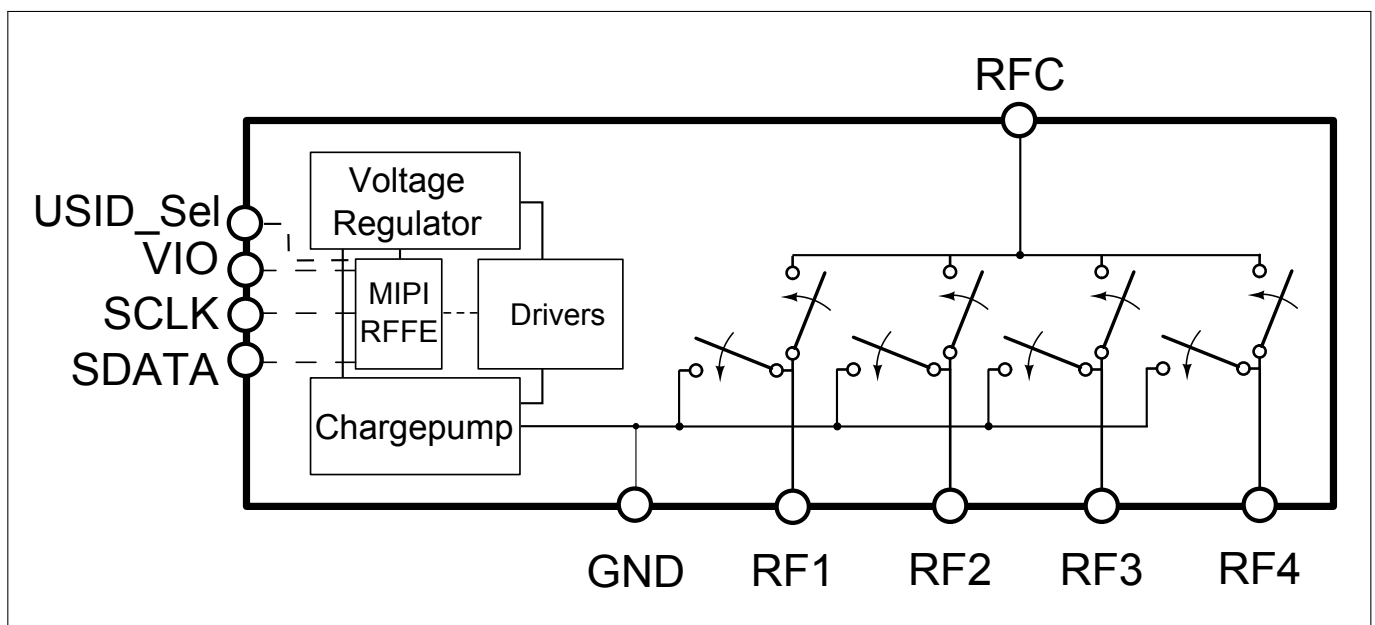 RFC
Voltage
Regulator
USID_Sel
VIO
SCLK
SDATA
MIPI
RFFE
Drivers
Chargepump
GND
RF1
RF2
RF3
RF4